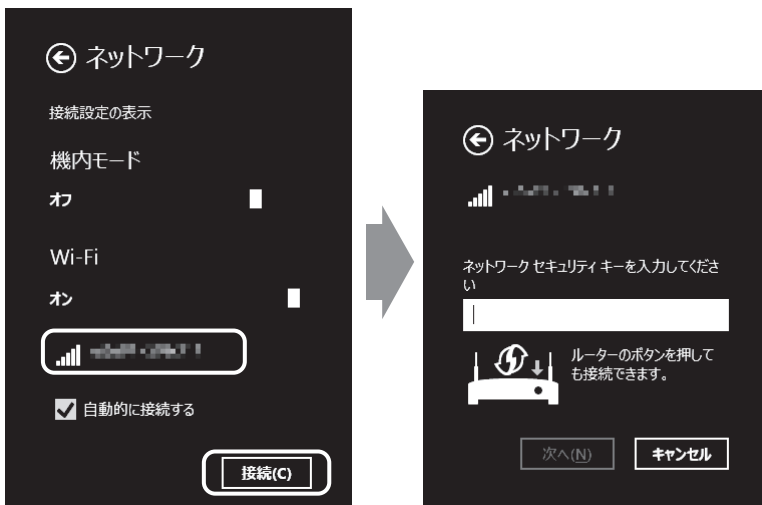 ネットワーク
接続設定の表示
機内モード
オフ
Wi-Fi
オン
自動的に接続する
接続(C)
ネットワーク
ネットワーク セキュリティ キーを入力してくださ
い
ルーターのボタンを押して
も接続できます。
次へ(N)
キャンセル